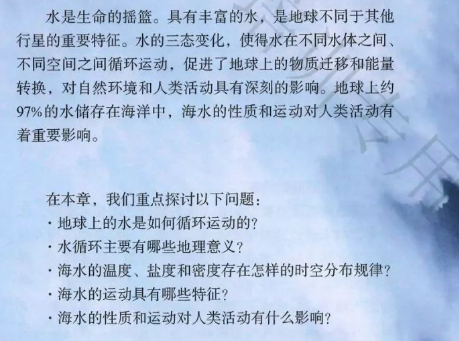 水是生命的摇篮。具有丰富的水，是地球不同于其他
行星的重要特征。水的三态变化，使得水在不同水体之间、
不同空间之间循环运动，促进了地球上的物质迁移和能量
转换，对自然环境和人类活动具有深刻的影响。地球上约
97%的水储存在海洋中，海水的性质和运动对人类活动有
着重要影响。
在本章，我们重点探讨以下问题：
·地球上的水是如何循环运动的？
·水循环主要有哪些地理意义？
·海水的温度、盐度和密度存在怎样的时空分布规律？
·海水的运动具有哪些特征？
·海水的性质和运动对人类活动有什么影响？